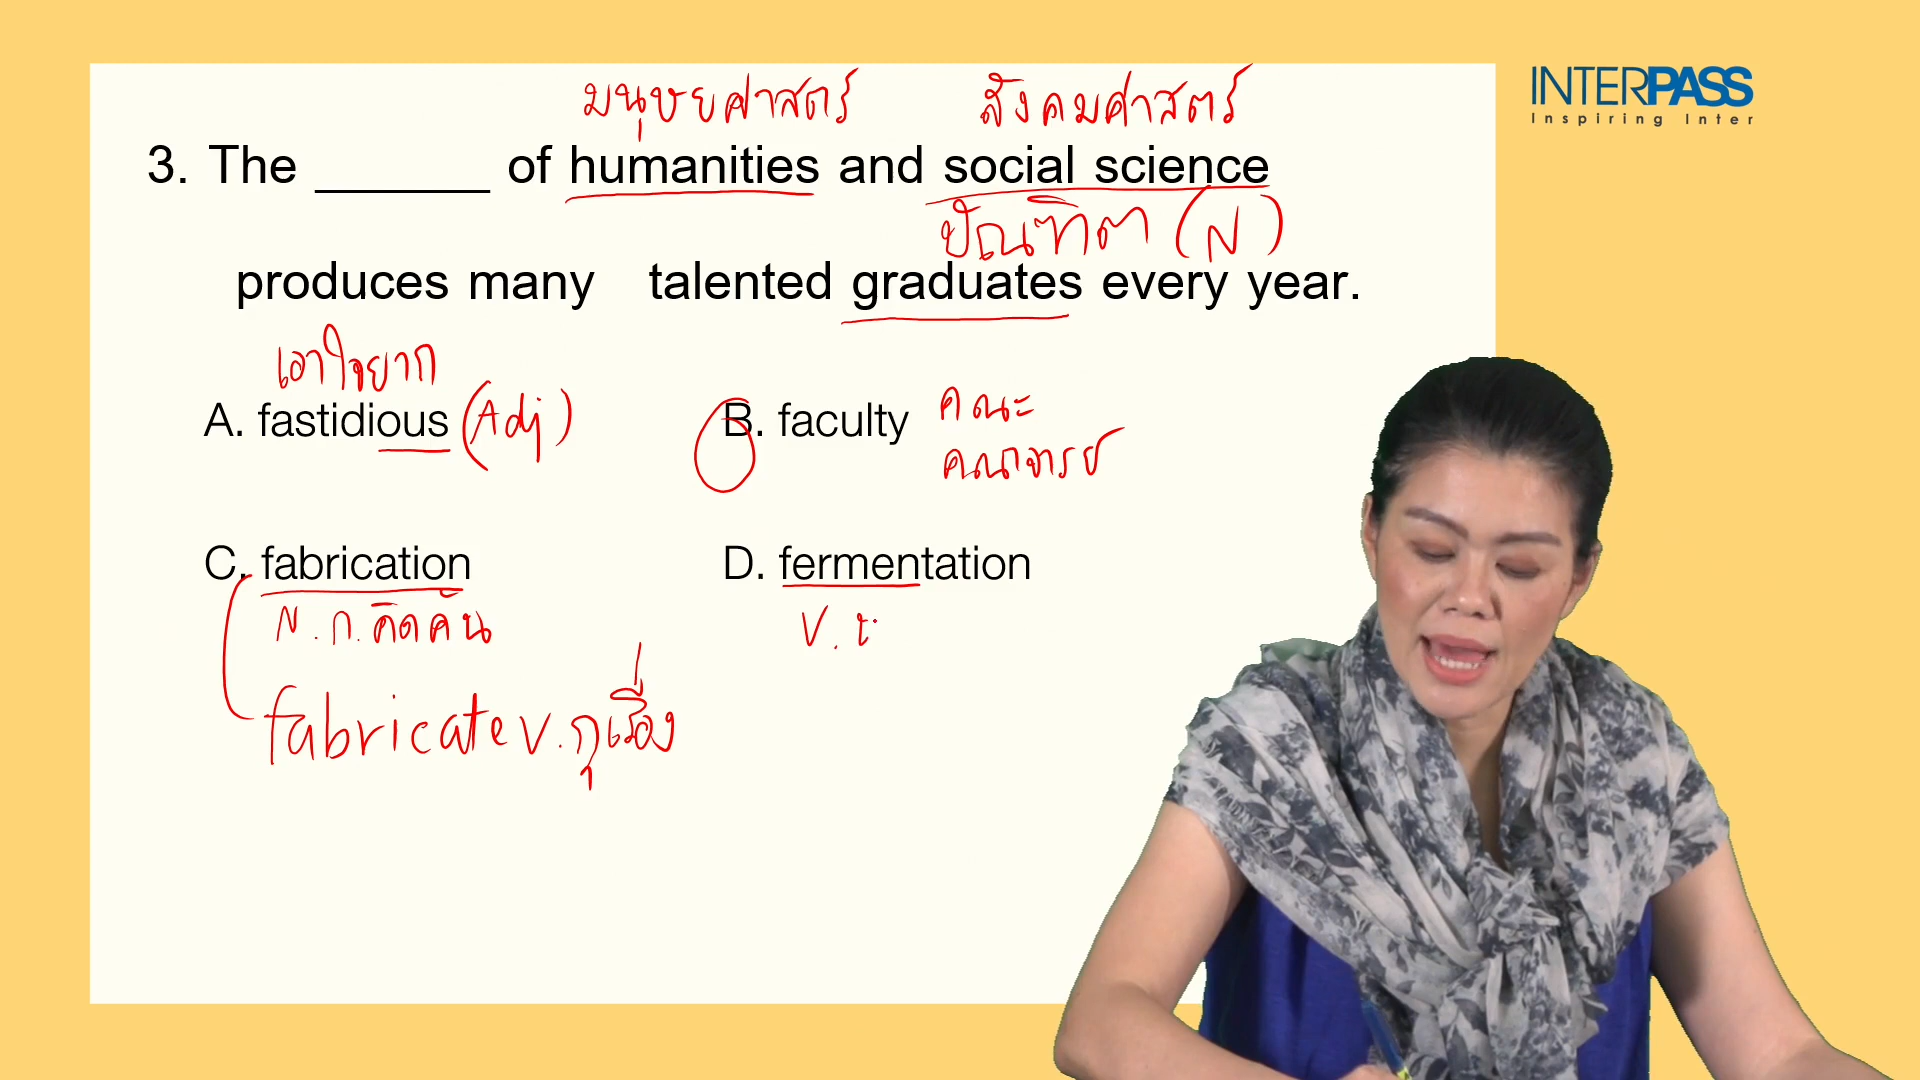 INTERPASS
Inspiring Inter
มนุษยศาสตร์ สังคมศาสตร์
3. The _______ of humanities and social science
บัณฑิต (N)
produces many talented graduates every year.
เอาใจยาก
A. fastidious (Adj)
B. faculty คณะ
คณาจารย์
C. fabrication
D. fermentation
N. ก. คิดค้น
V.
fabricate v. กุเรื่อง